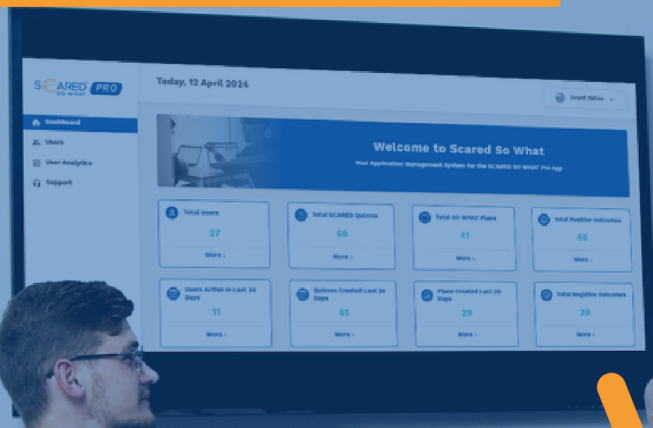 SCARED PRO
SO WHAT
Today, 12 April 2024
Dashboard
Users
User Analytics
Support
Welcome to Scared So What
Your Application Management System for the SCARED SO WHAT Pro App
Total Users
27
More ›
Total SCARED Quizzes
68
More ›
Total SO WHAT Plans
41
More ›
Total Positive Outcomes
48
More ›
Users Active in Last 30
Days
11
More ›
Quizzes Created Last 30
Days
61
More ›
Plans Created Last 30
Days
29
More ›
Total Negative Outcomes
20
More ›